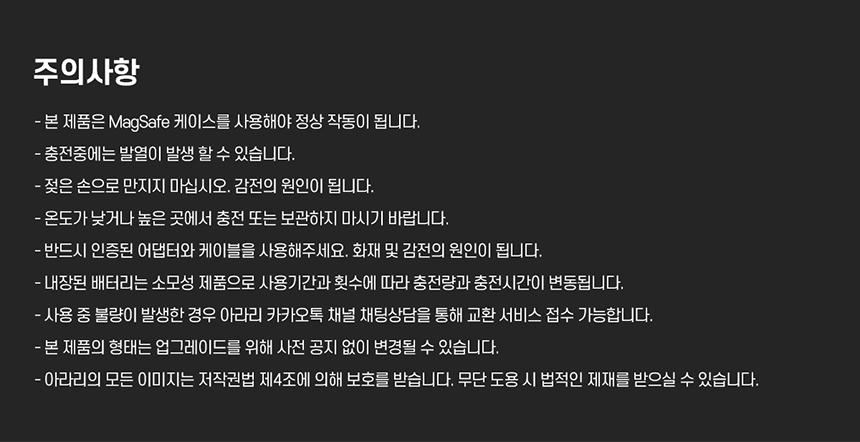 주의사항
- 본 제품은 MagSafe 케이스를 사용해야 정상 작동이 됩니다.
- 충전중에는 발열이 발생 할 수 있습니다.
- 젖은 손으로 만지지 마십시오. 감전의 원인이 됩니다.
- 온도가 낮거나 높은 곳에서 충전 또는 보관하지 마시기 바랍니다.
- 반드시 인증된 어댑터와 케이블을 사용해주세요. 화재 및 감전의 원인이 됩니다.
- 내장된 배터리는 소모성 제품으로 사용기간과 횟수에 따라 충전량과 충전시간이 변동됩니다.
- 사용 중 불량이 발생한 경우 아라리 카카오톡 채널 채팅상담을 통해 교환 서비스 접수 가능합니다.
- 본 제품의 형태는 업그레이드를 위해 사전 공지 없이 변경될 수 있습니다.
- 아라리의 모든 이미지는 저작권법 제4조에 의해 보호를 받습니다. 무단 도용 시 법적인 제재를 받으실 수 있습니다.